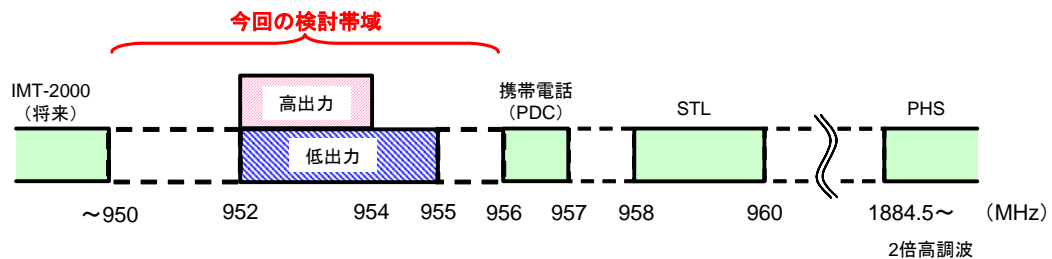 今回の検討帯域
IMT-2000
（将来）
高出力
低出力
携帯電話
（PDC）
STL
PHS
～950
952
954
955
956
957
958
960
1884.5～
（MHz）
2倍高調波